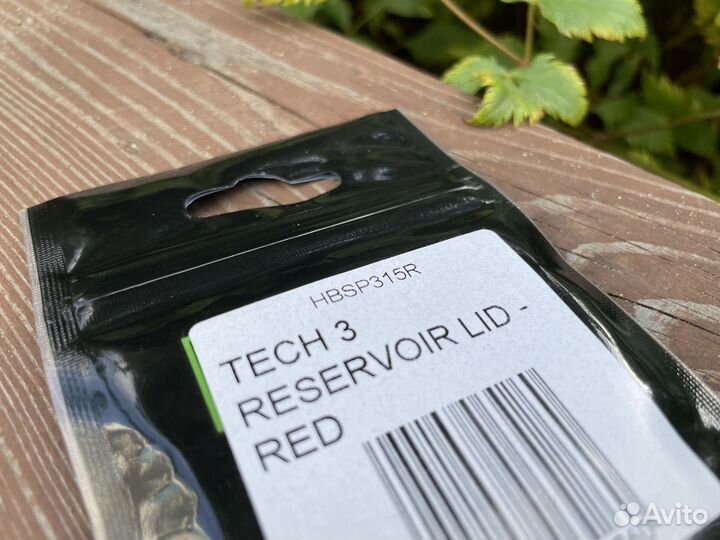 HBSP315R
TECH 3
RESERVOIR LID -
RED
Avito